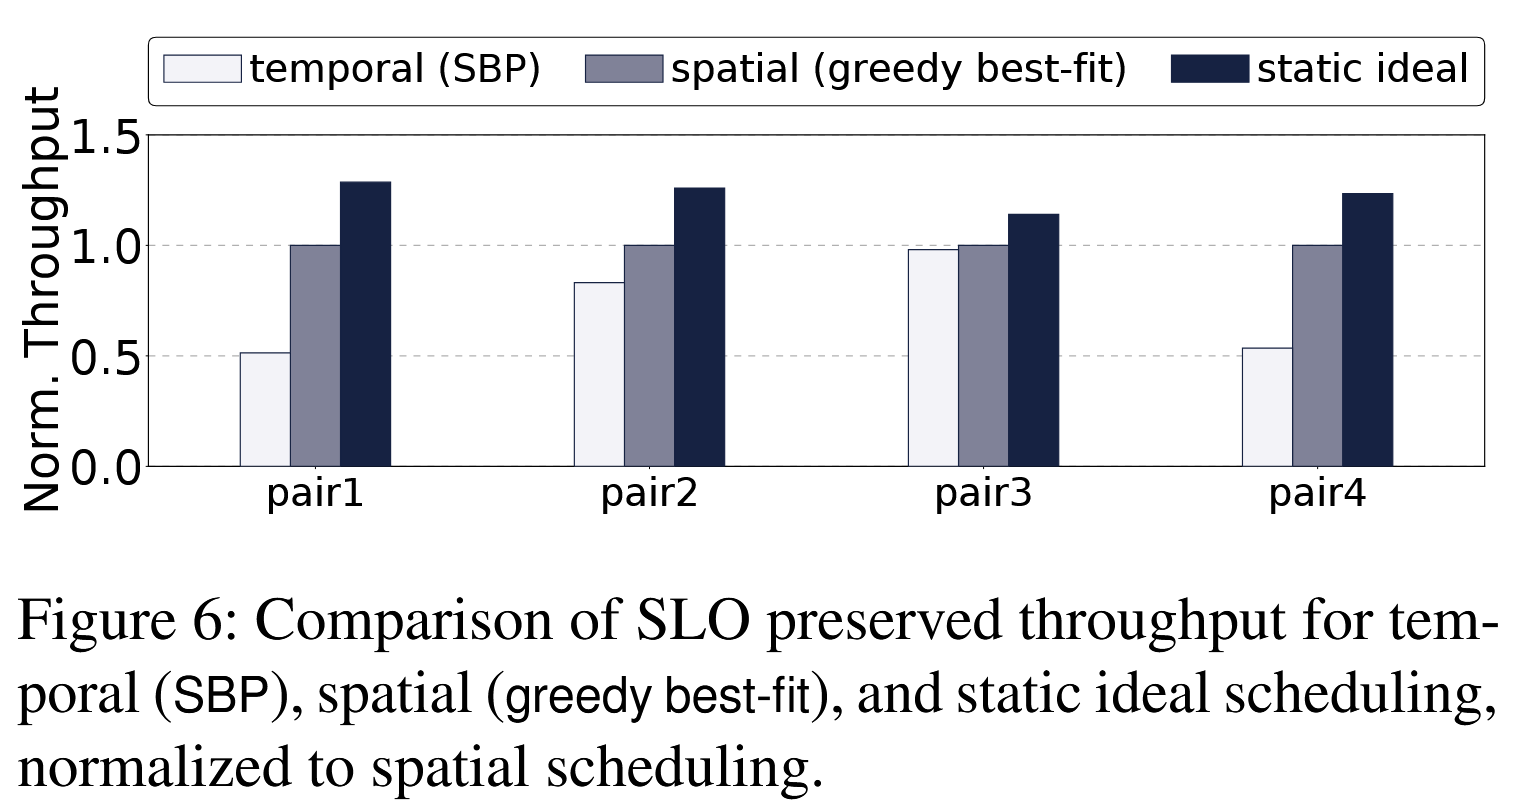 temporal (SBP) spatial (greedy best-fit) static ideal
Norm. Throughput
1.5
1.0
0.5
0.0
pair1 pair2 pair3 pair4
Figure 6: Comparison of SLO preserved throughput for tem-
poral (SBP), spatial (greedy best-fit), and static ideal scheduling,
normalized to spatial scheduling.